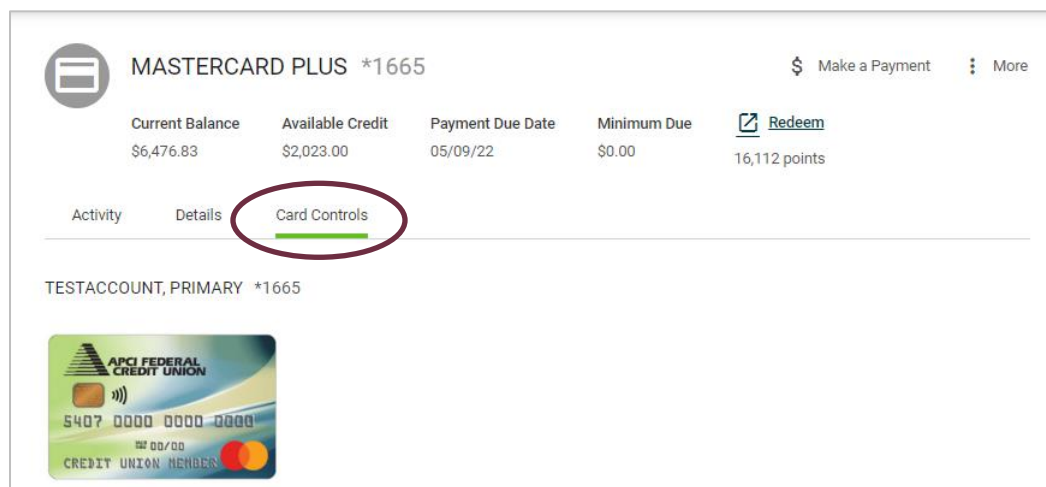 MASTERCARD PLUS *1665
$ Make a Payment
More
Current Balance Available Credit Payment Due Date Minimum Due Redeem
$6,476.83 $2,023.00 05/09/22 $0.00 16,112 points
Activity Details Card Controls
TESTACCOUNT, PRIMARY *1665
APCI FEDERAL
CREDIT UNION
5407 0000 0000 0000
00/00
CREDIT UNION MEMBER